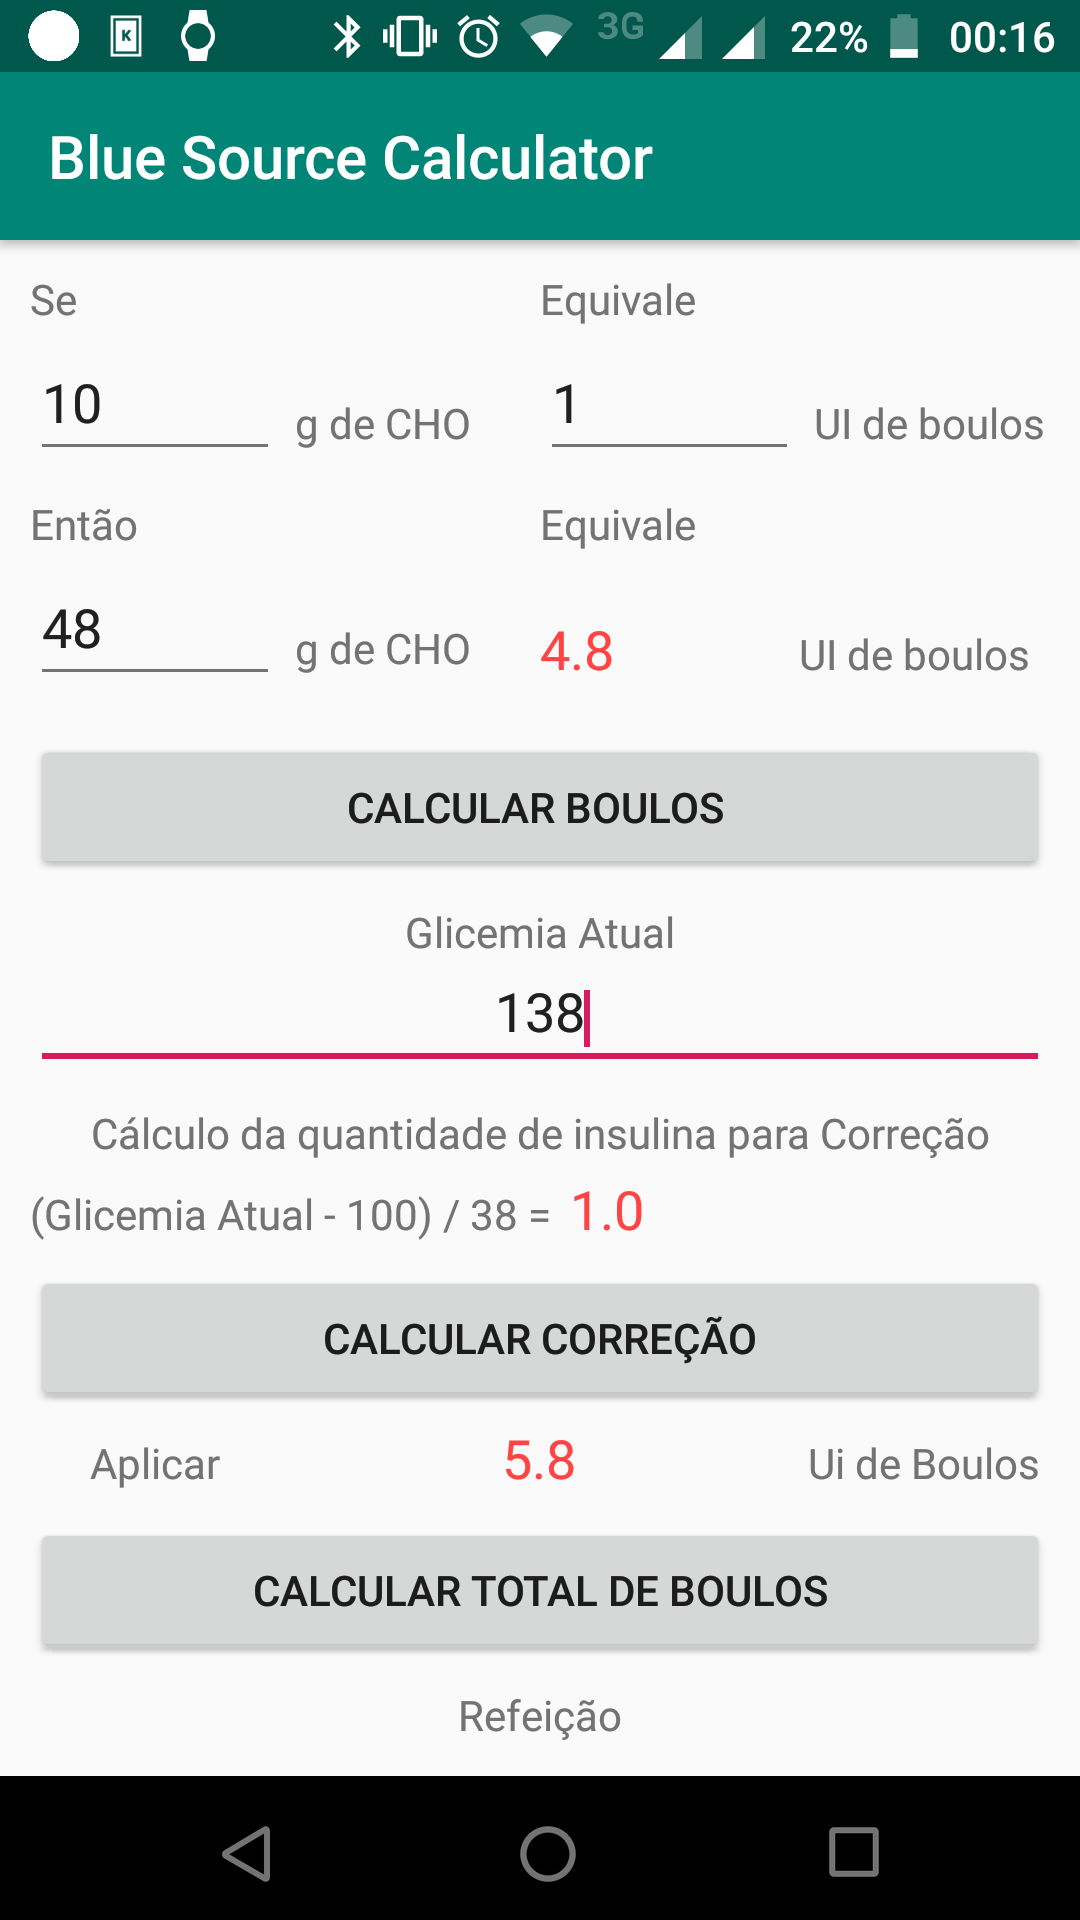 3G 22% 00:16
Blue Source Calculator
Se Equivale
10 g de CHO 1 UI de boulos
Então Equivale
48 g de CHO 4.8 UI de boulos
CALCULAR BOULOS
Glicemia Atual
138
Cálculo da quantidade de insulina para Correção
(Glicemia Atual - 100) / 38 = 1.0
CALCULAR CORREÇÃO
Aplicar 5.8 Ui de Boulos
CALCULAR TOTAL DE BOULOS
Refeição